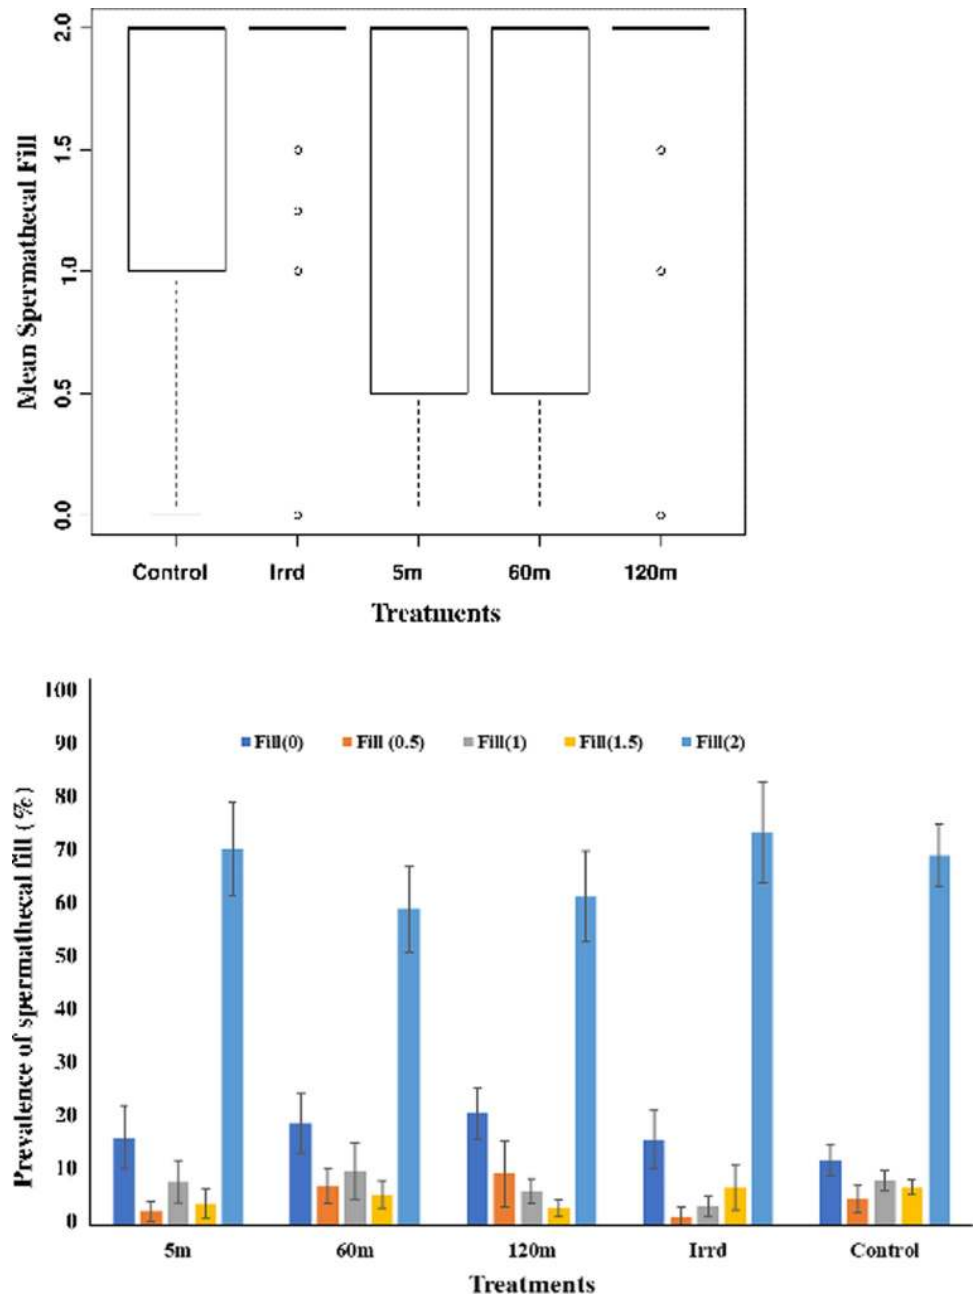 Mean Spermathecal Fill
2.0
1.5
1.0
0.5
0.0
Control Irrd 5m 60m 120m
Treatments
Prevalence of spermathecal fill (%)
100
90
80
70
60
50
40
30
20
10
0
Fill(0) Fill (0.5) Fill(1) Fill(1.5) Fill(2)
5m 60m 120m Irrd Control
Treatments